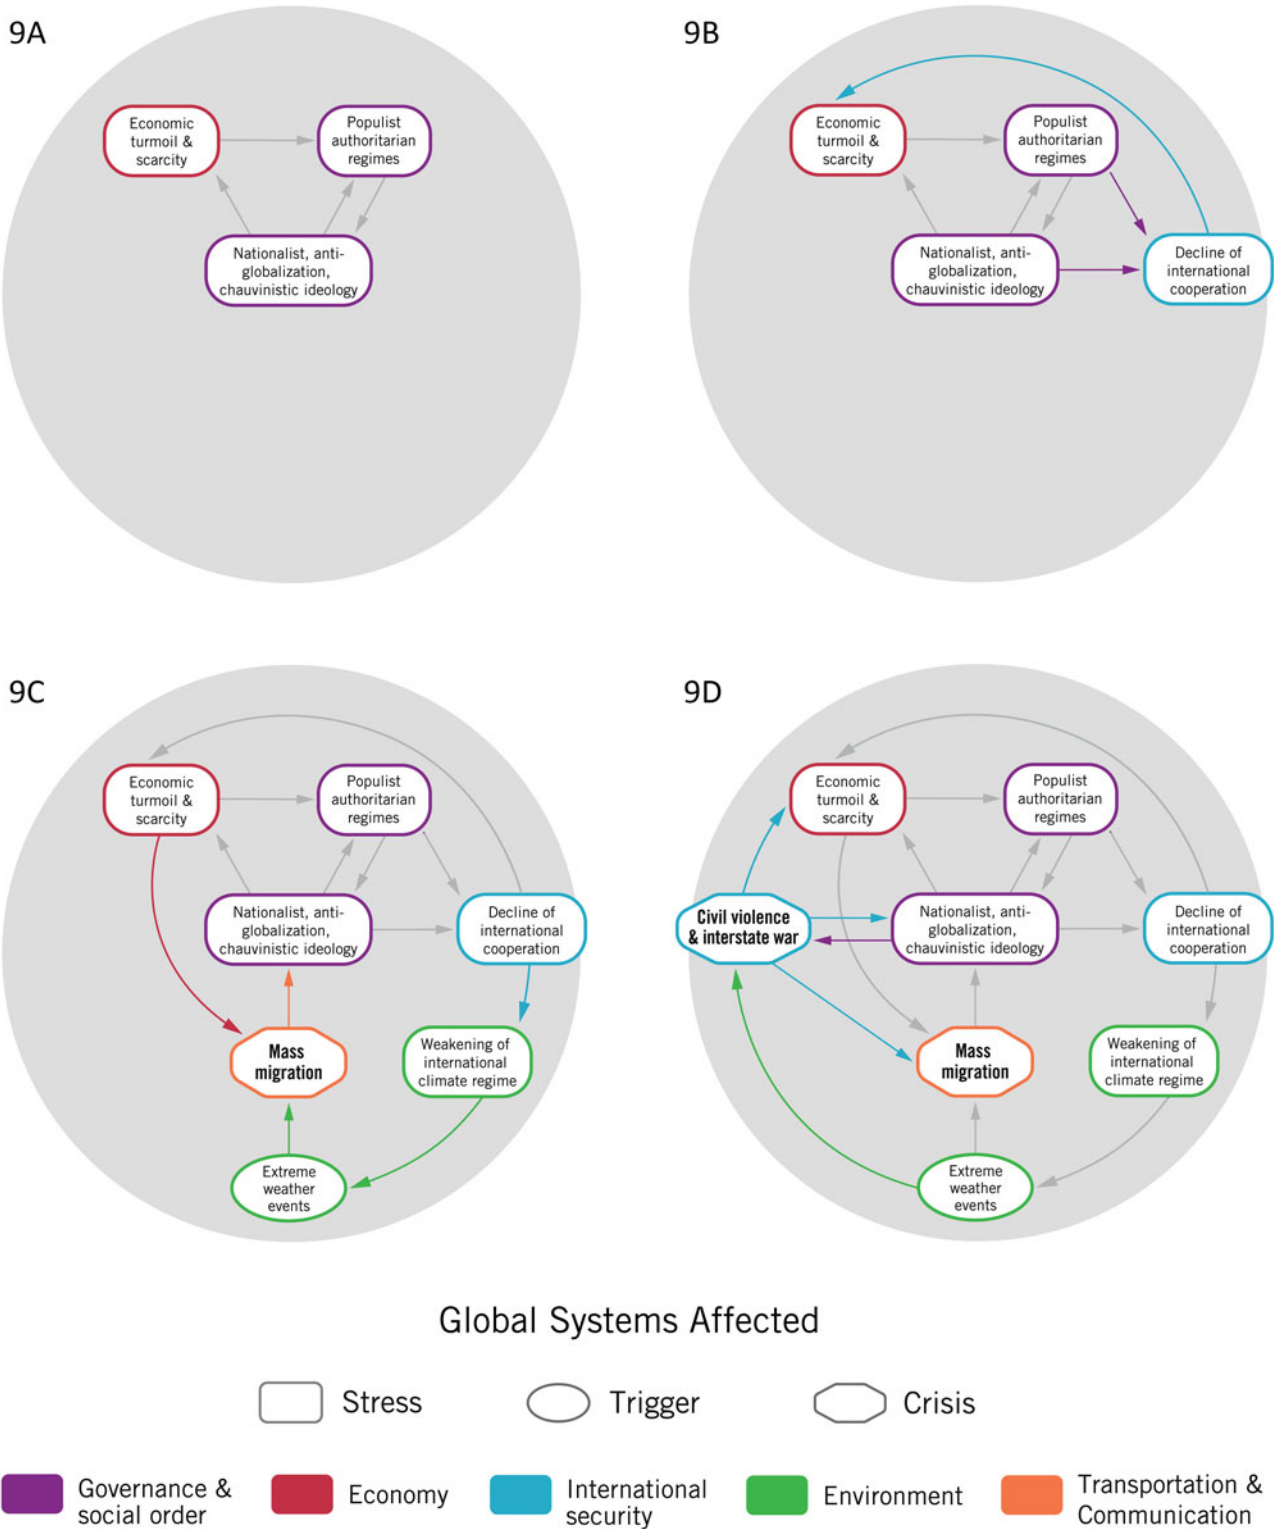 9A
Economic
turmoil &
scarcity
Populist
authoritarian
regimes
Nationalist, anti-
globalization,
chauvinistic ideology
9B
Economic
turmoil &
scarcity
Populist
authoritarian
regimes
Nationalist, anti-
globalization,
chauvinistic ideology
Decline of
international
cooperation
9C
Economic
turmoil &
scarcity
Populist
authoritarian
regimes
Nationalist, anti-
globalization,
chauvinistic ideology
Decline of
international
cooperation
Mass
migration
Weakening of
international
climate regime
Extreme
weather
events
9D
Economic
turmoil &
scarcity
Populist
authoritarian
regimes
Civil violence
& interstate war
Nationalist, anti-
globalization,
chauvinistic ideology
Decline of
international
cooperation
Mass
migration
Weakening of
international
climate regime
Extreme
weather
events
Global Systems Affected
Stress
Trigger
Crisis
Governance &
social order
Economy
International
security
Environment
Transportation &
Communication